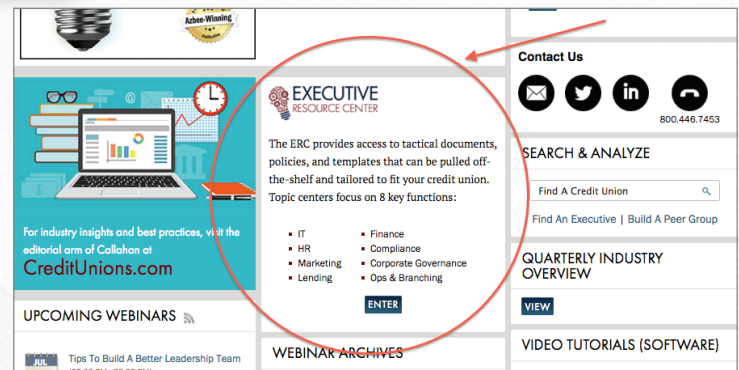 Azbee-Winning
EXECUTIVE
RESOURCE CENTER
The ERC provides access to tactical documents,
policies, and templates that can be pulled off-
the-shelf and tailored to fit your credit union.
Topic centers focus on 8 key functions:
IT
HR
Marketing
Lending
Finance
Compliance
Corporate Governance
Ops & Branching
ENTER
For industry insights and best practices, visit the
editorial arm of Callahan at
CreditUnions.com
UPCOMING WEBINARS
JUL
Tips To Build A Better Leadership Team
WEBINAR ARCHIVES
Contact Us
in
800.446.7453
SEARCH & ANALYZE
Find A Credit Union
Find An Executive | Build A Peer Group
QUARTERLY INDUSTRY
OVERVIEW
VIEW
VIDEO TUTORIALS (SOFTWARE)